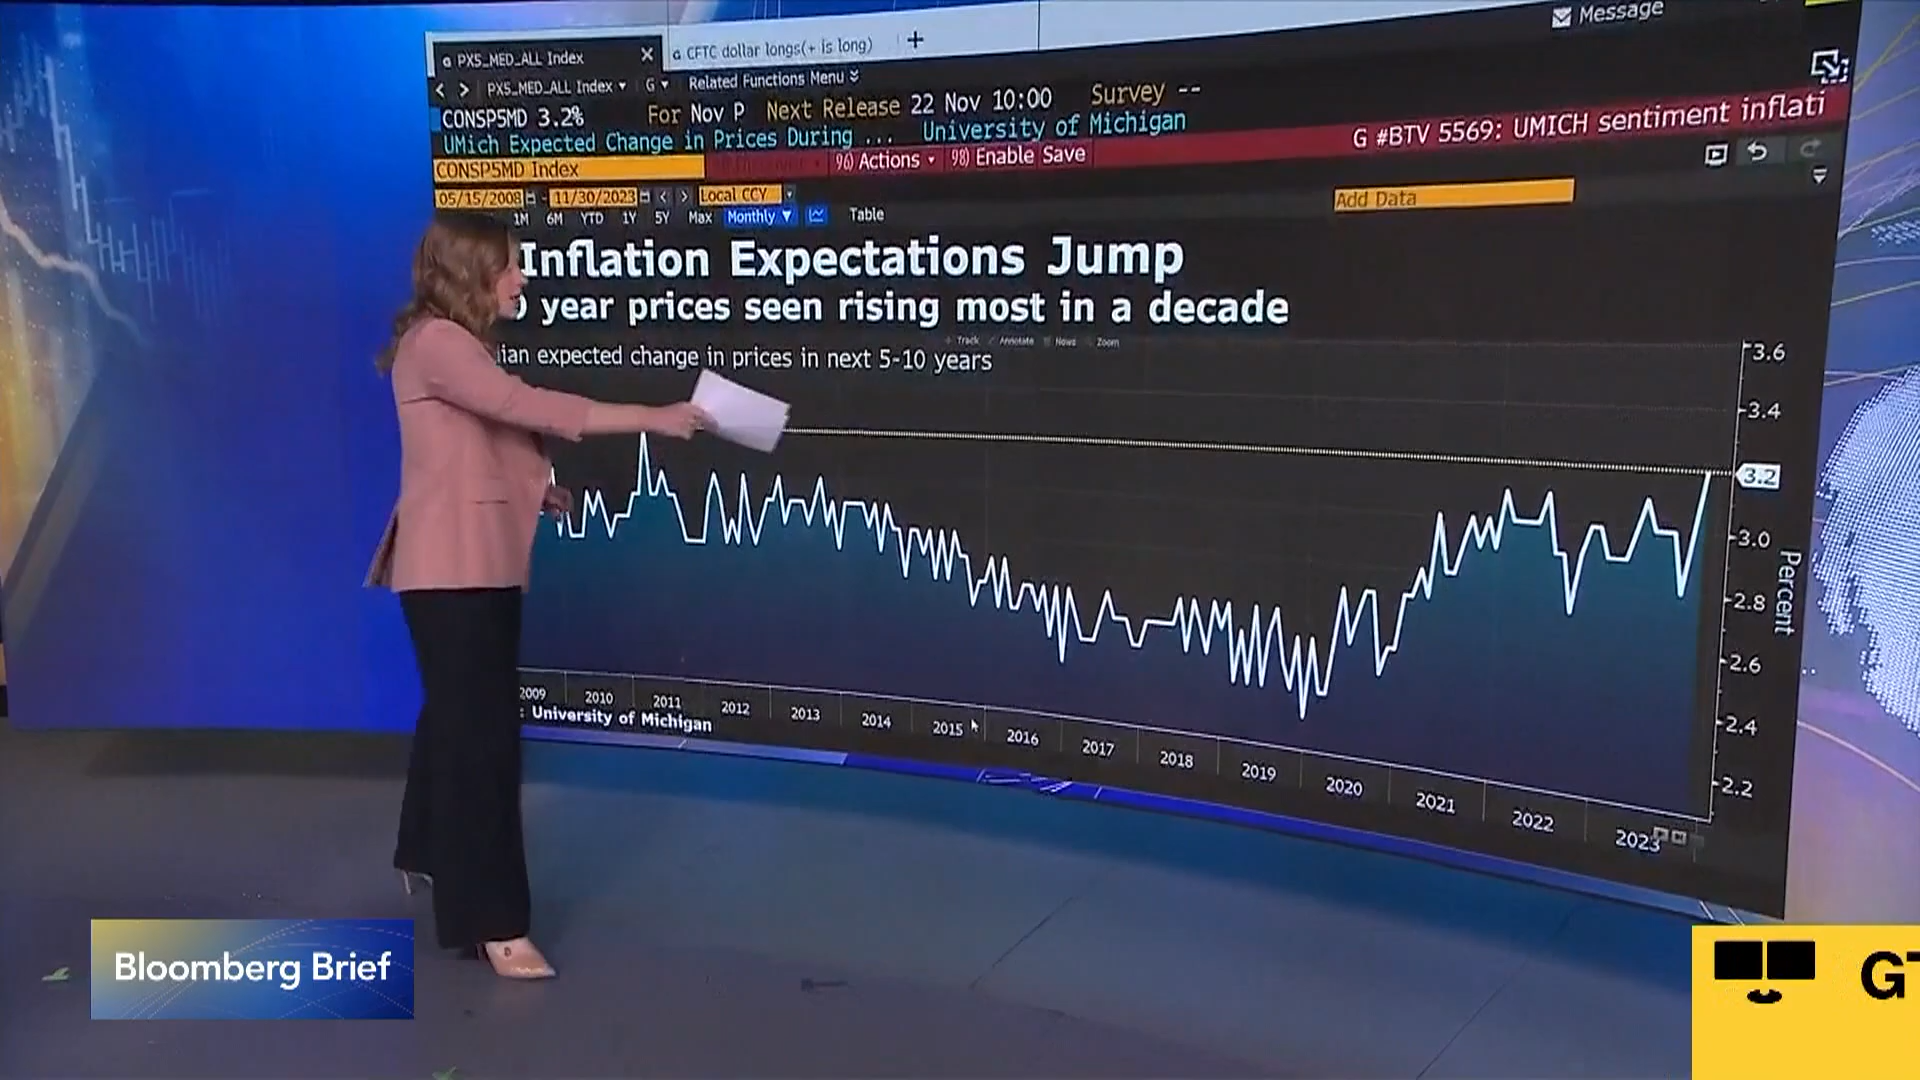 Message
G PX5_MED_ALL Index
G CFTC dollar longs(+ is long)
PX5_MED_ALL Index
G
Related Functions Menu
CONSP5MD 3.2% For Nov P Next Release 22 Nov 10:00 Survey --
UMich Expected Change in Prices During ... University of Michigan
G #BTV 5569: UMICH sentiment inflati
CONSP5MD Index
96) Actions
98) Enable Save
05/15/2008 - 11/30/2023
Local CCY
Add Data
1M 6M YTD 1Y 5Y Max Monthly
Table
Inflation Expectations Jump
year prices seen rising most in a decade
Track Annotate News Zoom
expected change in prices in next 5-10 years
3.6
3.4
3.2
3.0
2.8
2.6
2.4
2.2
Percent
2009 2010 2011 2012 2013 2014 2015 2016 2017 2018 2019 2020 2021 2022 2023
: University of Michigan
Bloomberg Brief